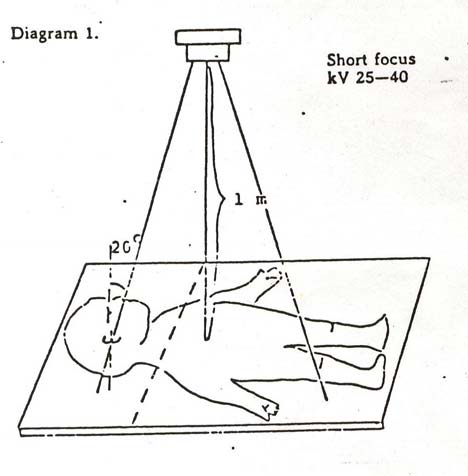 Diagram 1.
Short focus
kV 25—40
1 m
20°